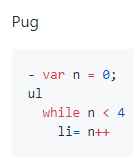 Pug
- var n = 0;
ul
  while n < 4
    li= n++